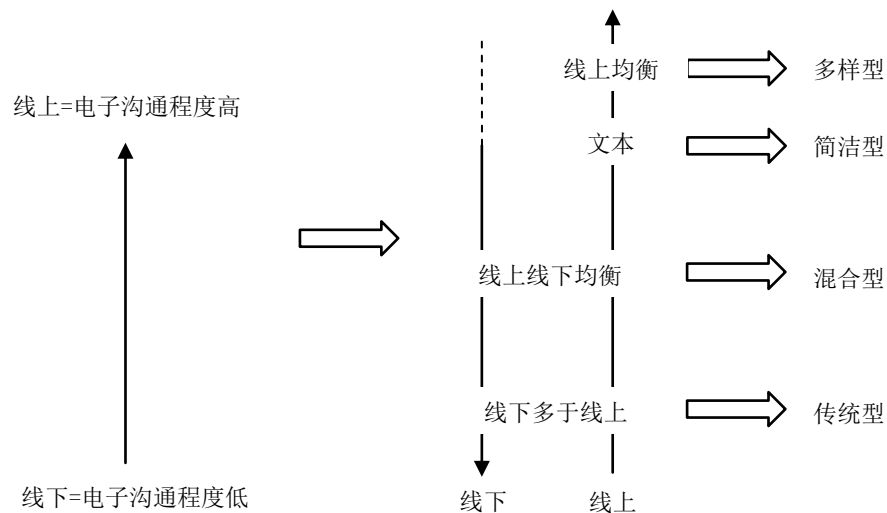 线上均衡
多样型
线上=电子沟通程度高
文本
简洁型
线上线下均衡
混合型
线下多于线上
传统型
线下=电子沟通程度低
线下
线上